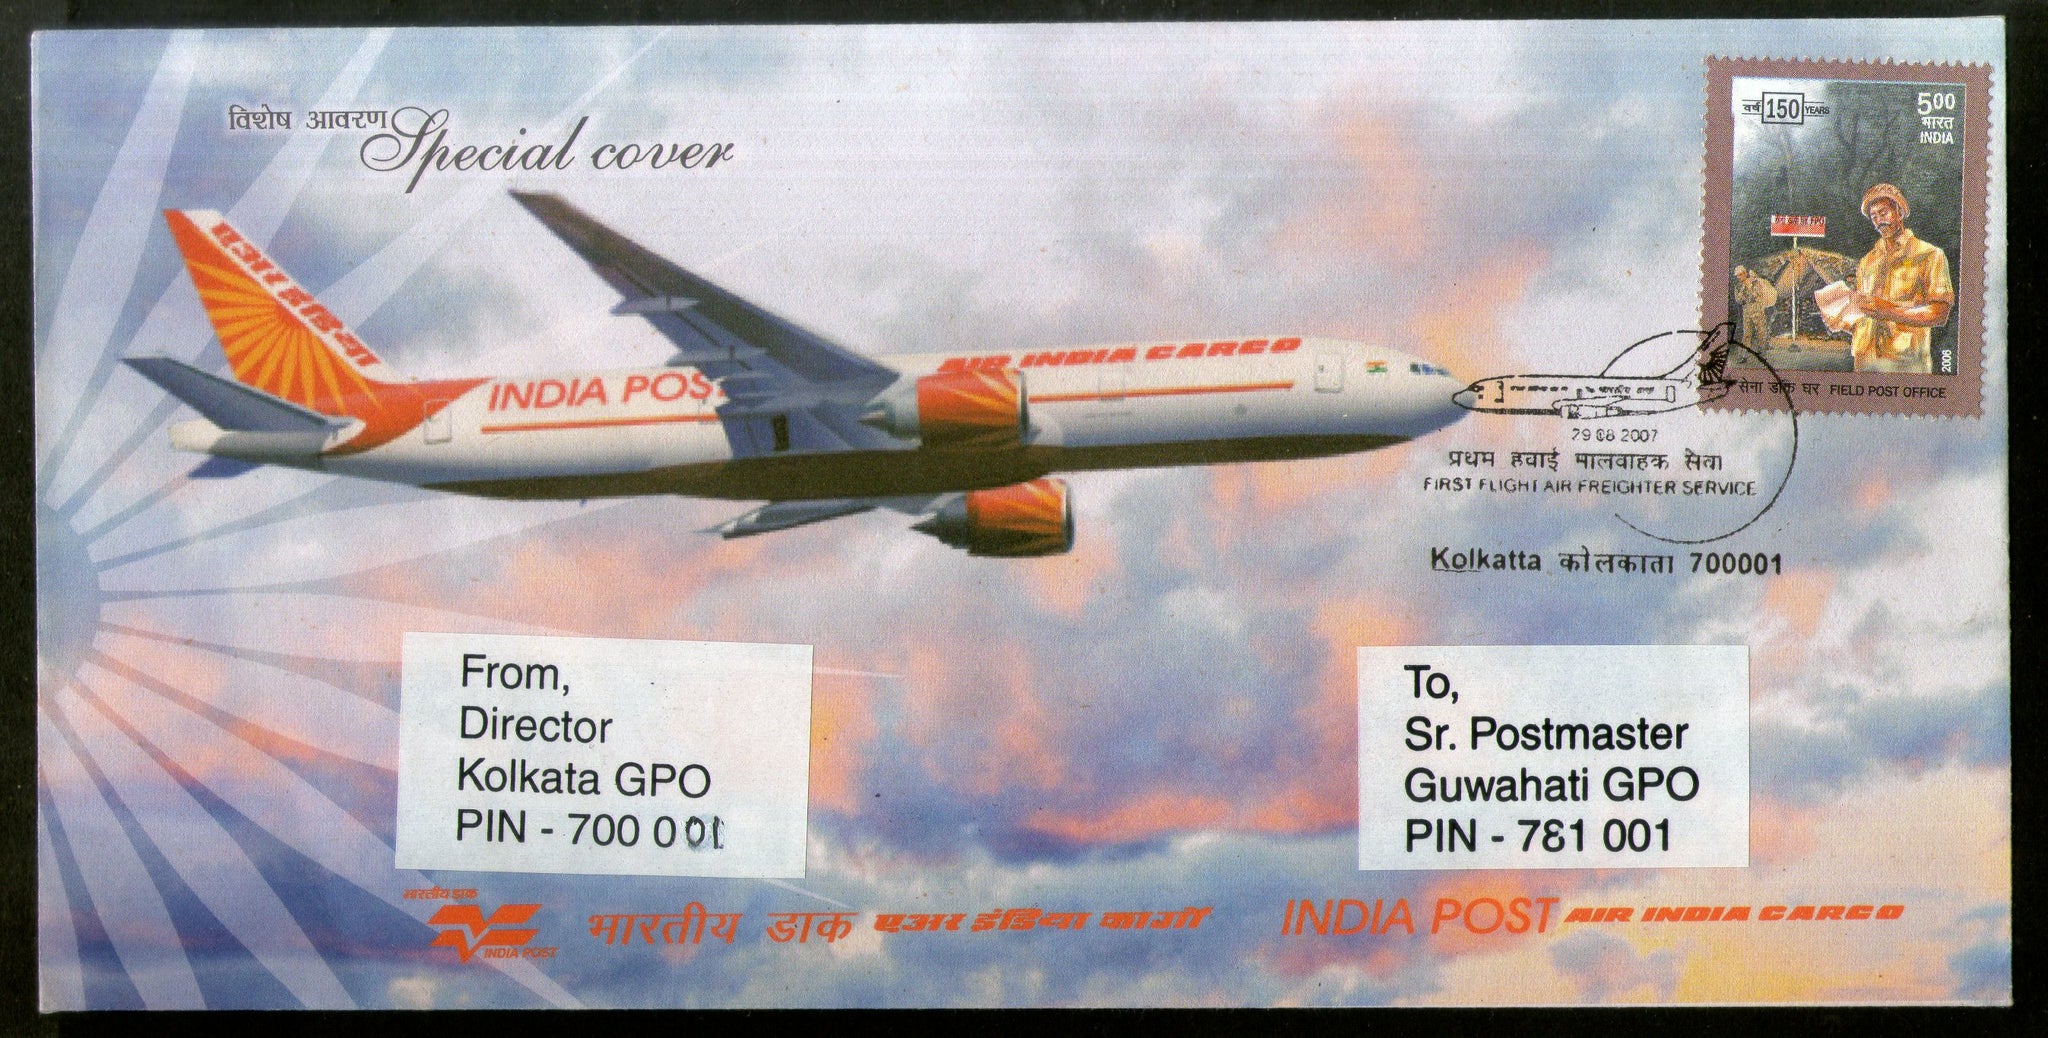 विशेष आवरण Special cover
वर्ष 150 YEARS
5.00
भारत
INDIA
2006
सेना डाक घर FIELD POST OFFICE
एअर इंडिया
INDIA POS
AIR INDIA CARGO
29 08 2007
प्रथम हवाई मालवाहक सेवा
FIRST FLIGHT AIR FREIGHTER SERVICE
Kolkatta कोलकाता 700001
From,
Director
Kolkata GPO
PIN - 700 001
To,
Sr. Postmaster
Guwahati GPO
PIN - 781 001
भारतीय डाक
INDIA POST
भारतीय डाक एअर इंडिया कार्गो INDIA POST AIR INDIA CARGO